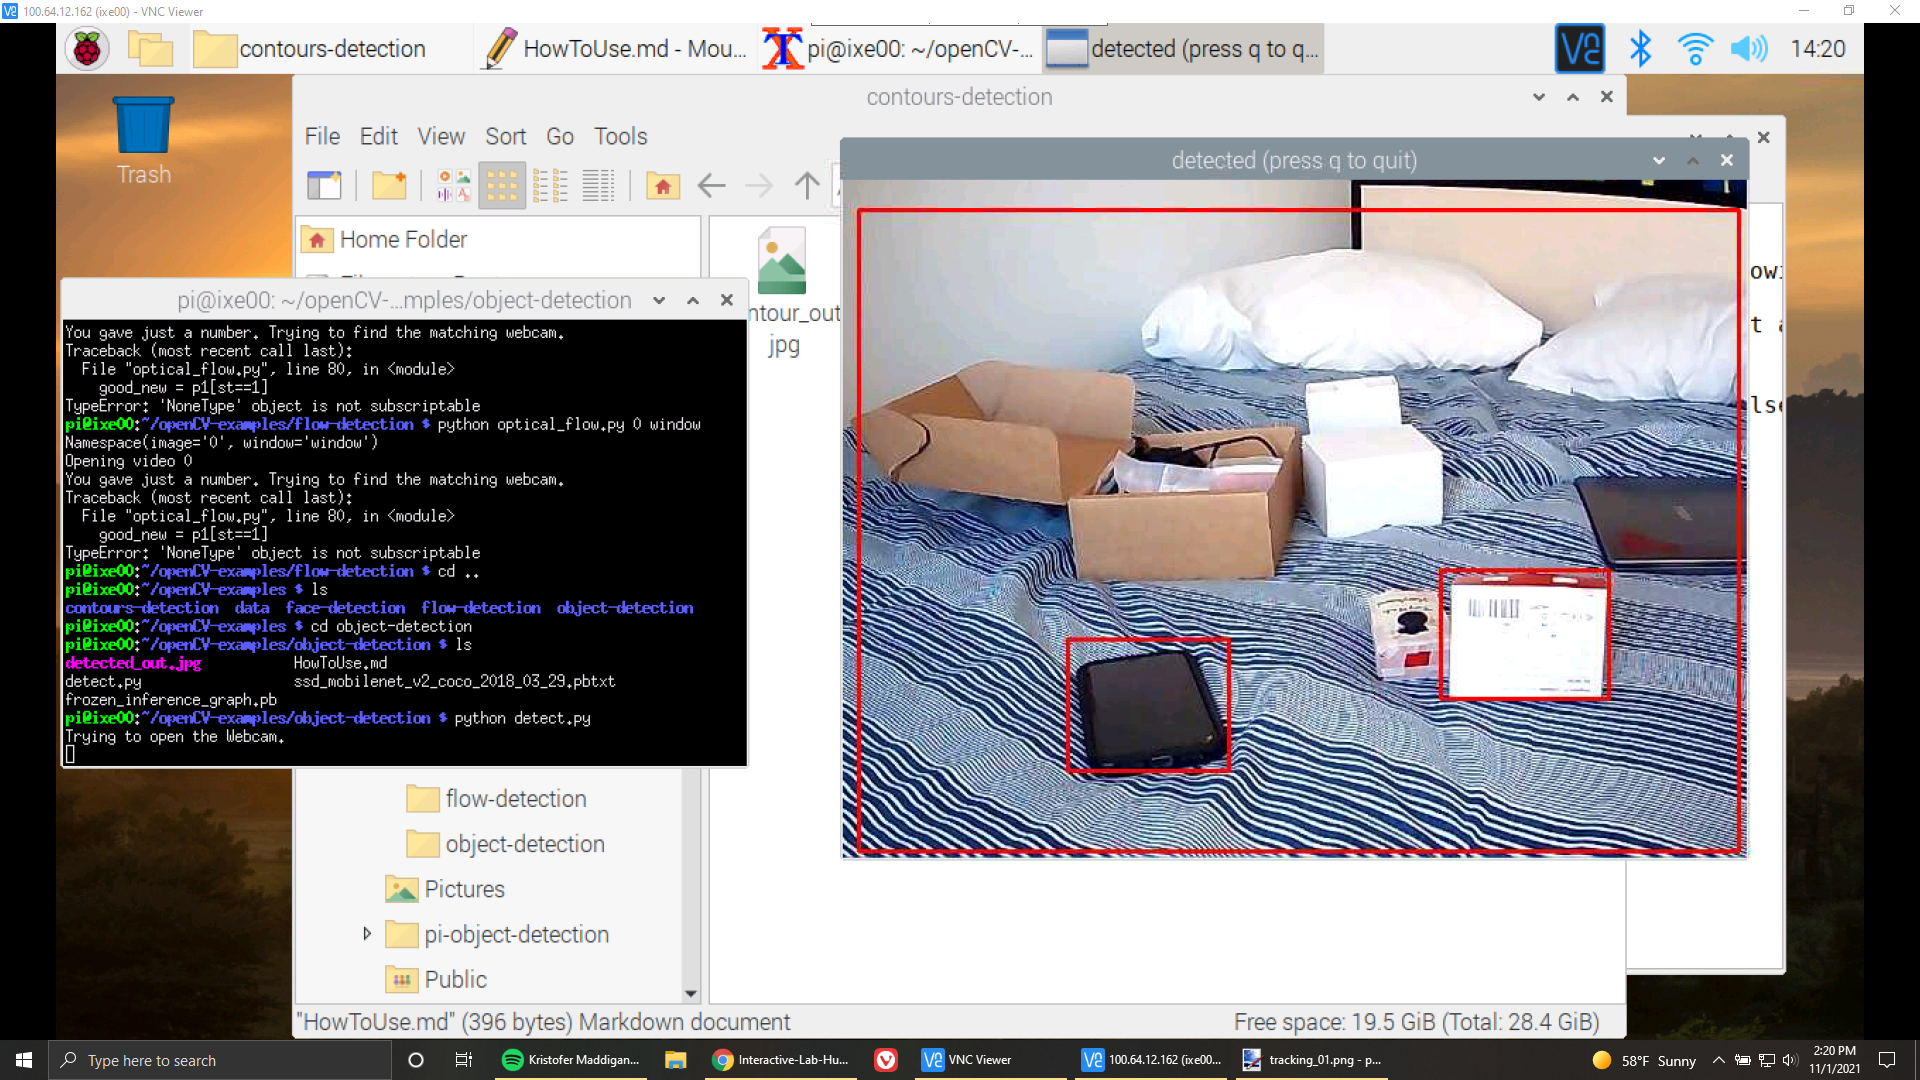 100.64.12.162 (ixe00) - VNC Viewer
contours-detection
HowToUse.md - Mou...
pi@ixe00: ~/openCV-...
detected (press q to q...
14:20
Trash
contours-detection
File Edit View Sort Go Tools
detected (press q to quit)
Home Folder
ntour_out
jpg
pi@ixe00: ~/openCV-...mples/object-detection
You gave just a number. Trying to find the matching webcam.
Traceback (most recent call last):
File "optical_flow.py", line 80, in <module>
good_new = p1[st==1]
TypeError: 'NoneType' object is not subscriptable
pi@ixe00:~/openCV-examples/flow-detection $ python optical_flow.py 0 window
Namespace(image='0', window='window')
Opening video 0
You gave just a number. Trying to find the matching webcam.
Traceback (most recent call last):
File "optical_flow.py", line 80, in <module>
good_new = p1[st==1]
TypeError: 'NoneType' object is not subscriptable
pi@ixe00:~/openCV-examples/flow-detection $ cd ..
pi@ixe00:~/openCV-examples $ ls
contours-detection data face-detection flow-detection object-detection
pi@ixe00:~/openCV-examples $ cd object-detection
pi@ixe00:~/openCV-examples/object-detection $ ls
detected_out.jpg HowToUse.md
detect.py ssd_mobilenet_v2_coco_2018_03_29.pbtxt
frozen_inference_graph.pb
pi@ixe00:~/openCV-examples/object-detection $ python detect.py
Trying to open the Webcam.
flow-detection
object-detection
Pictures
pi-object-detection
Public
"HowToUse.md" (396 bytes) Markdown document
Free space: 19.5 GiB (Total: 28.4 GiB)
Type here to search
Kristofer Maddigan...
Interactive-Lab-Hu...
VNC Viewer
100.64.12.162 (ixe00...
tracking_01.png - p...
58°F Sunny
2:20 PM
11/1/2021